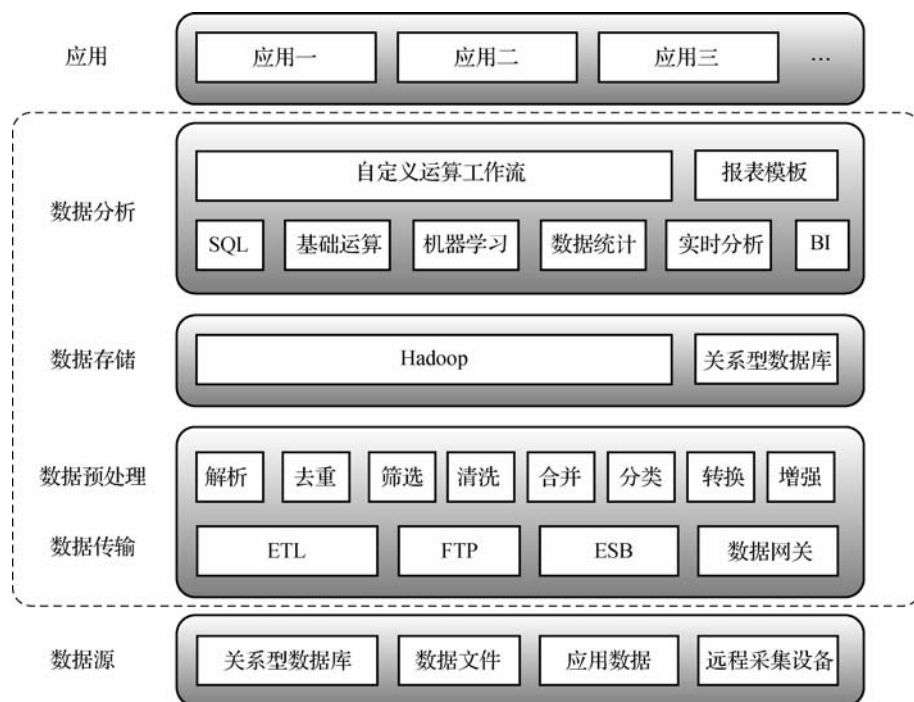 应用 应用一 应用二 应用三 …
自定义运算工作流 报表模板
数据分析
SQL 基础运算 机器学习 数据统计 实时分析 BI
数据存储 Hadoop 关系型数据库
数据预处理 解析 去重 筛选 清洗 合并 分类 转换 增强
数据传输 ETL FTP ESB 数据网关
数据源 关系型数据库 数据文件 应用数据 远程采集设备